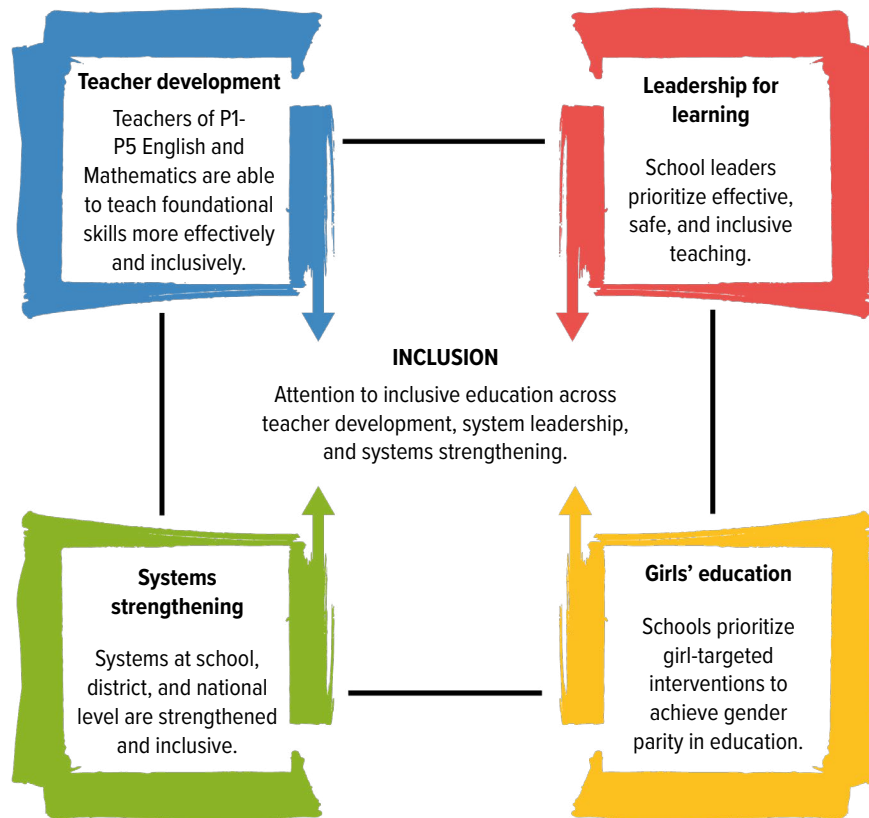 Teacher development
Teachers of P1-
P5 English and
Mathematics are able
to teach foundational
skills more effectively
and inclusively.
Leadership for
learning
School leaders
prioritize effective,
safe, and inclusive
teaching.
INCLUSION
Attention to inclusive education across
teacher development, system leadership,
and systems strengthening.
Systems
strengthening
Systems at school,
district, and national
level are strengthened
and inclusive.
Girls’ education
Schools prioritize
girl-targeted
interventions to
achieve gender
parity in education.